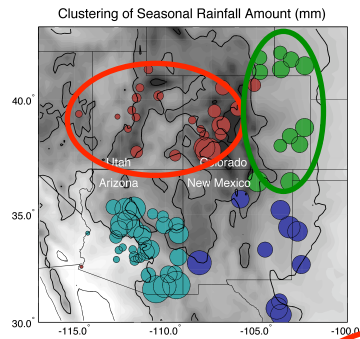 Clustering of Seasonal Rainfall Amount (mm)
40.0°
Utah Colorado
Arizona New Mexico
35.0°
30.0°
-115.0° -110.0° -105.0° -100.0